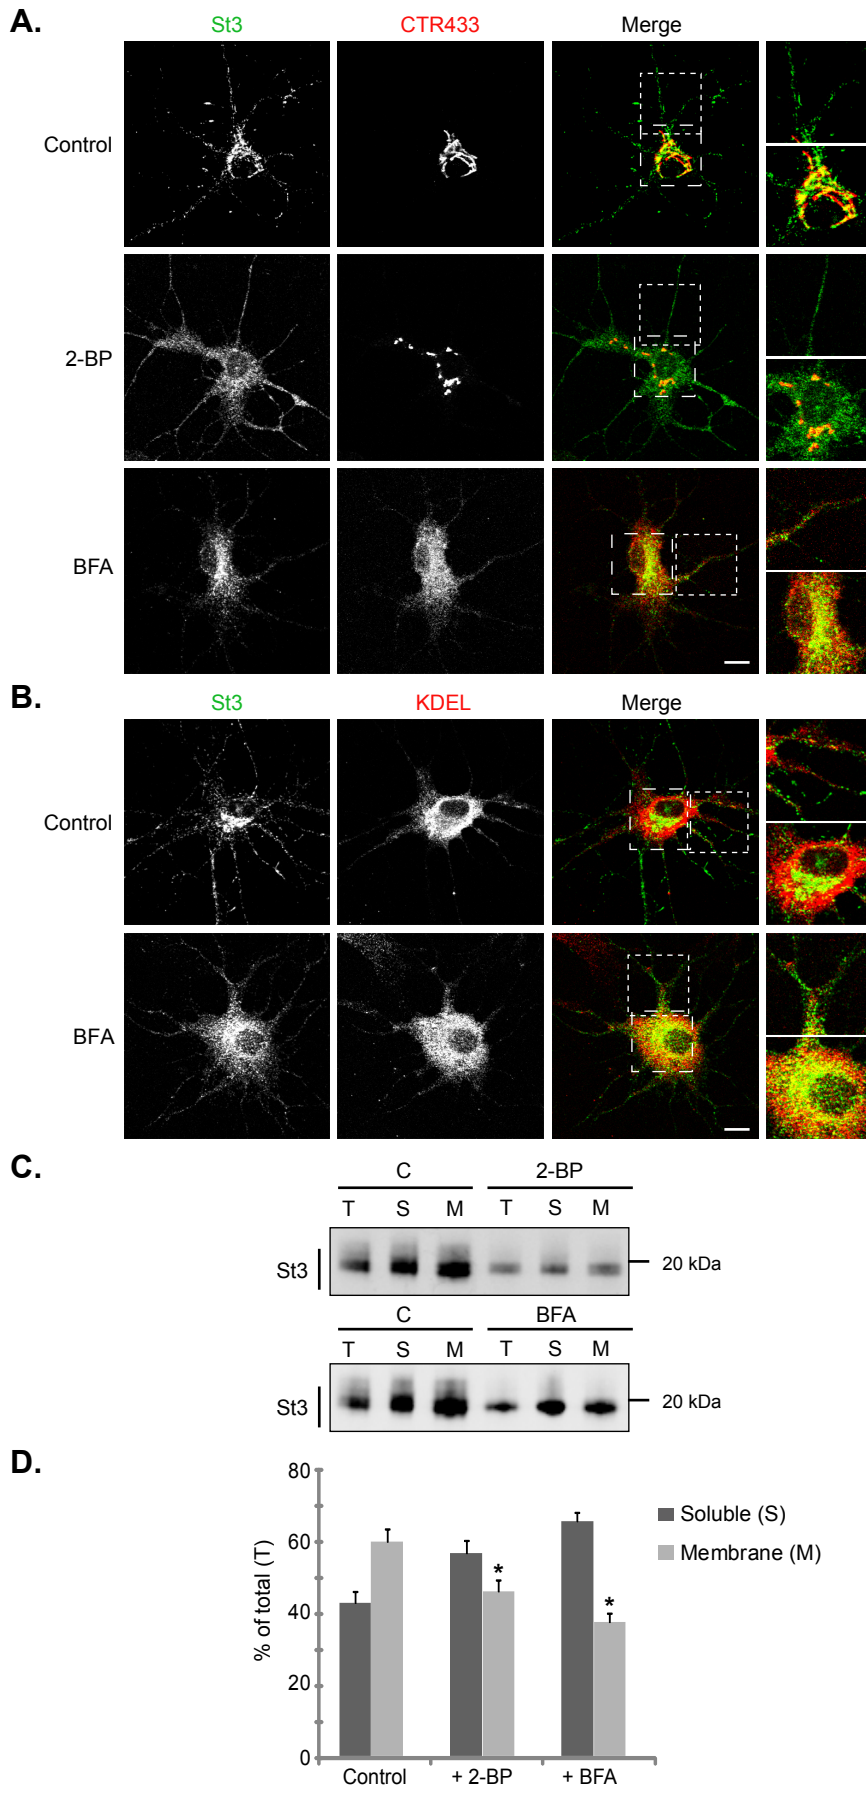 A.
St3 CTR433 Merge
Control
2-BP
BFA
B.
St3 KDEL Merge
Control
BFA
C.
C 2-BP
T S M T S M
St3 20 kDa
C BFA
T S M T S M
St3 20 kDa
D.
% of total (T)
80
60
40
20
0
* *
Control + 2-BP + BFA
Soluble (S)
Membrane (M)